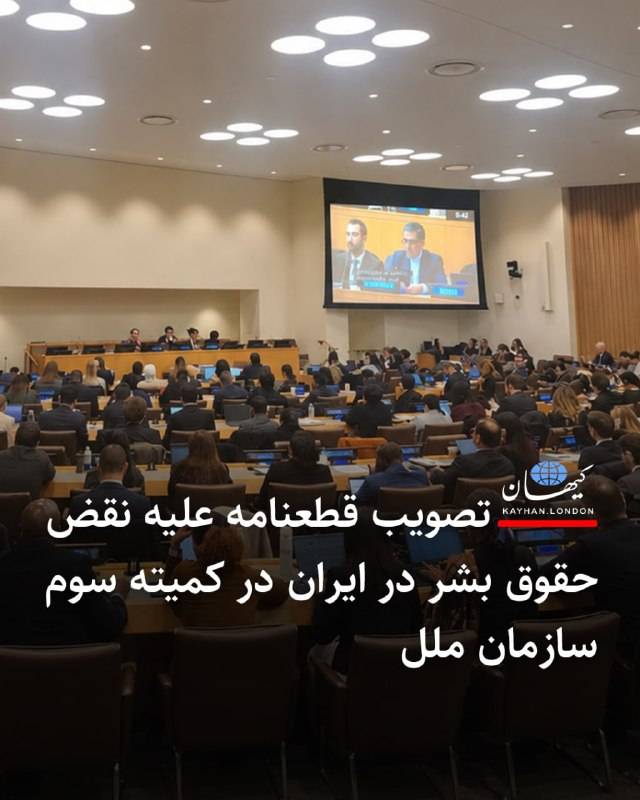 کیهان
KAYHAN.LONDON
تصویب قطعنامه علیه نقض
حقوق بشر در ایران در کمیته سوم
سازمان ملل